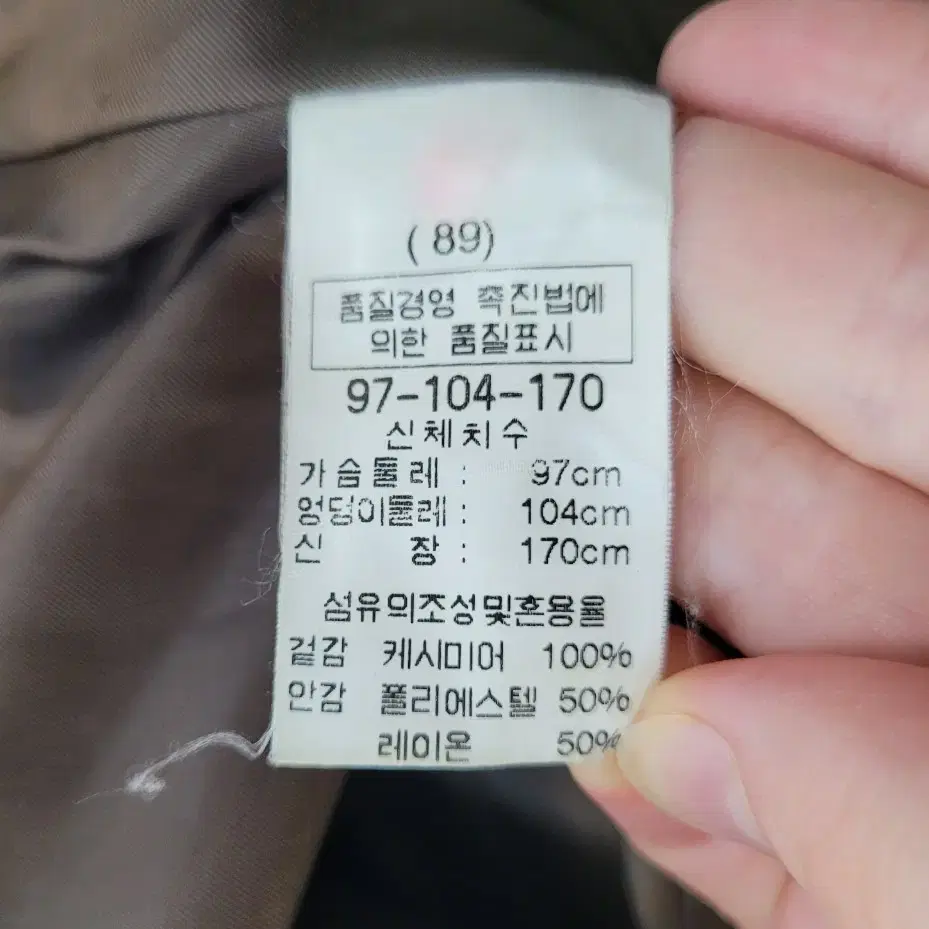 ( 89)
품질경영 촉진법에
의한 품질표시
97-104-170
신체치수
가슴둘레 : 97cm
엉덩이둘레 : 104cm
신 장 : 170cm
섬유의조성및혼용율
겉감 케시미어 100%
안감 폴리에스텔 50%
레이온 50%